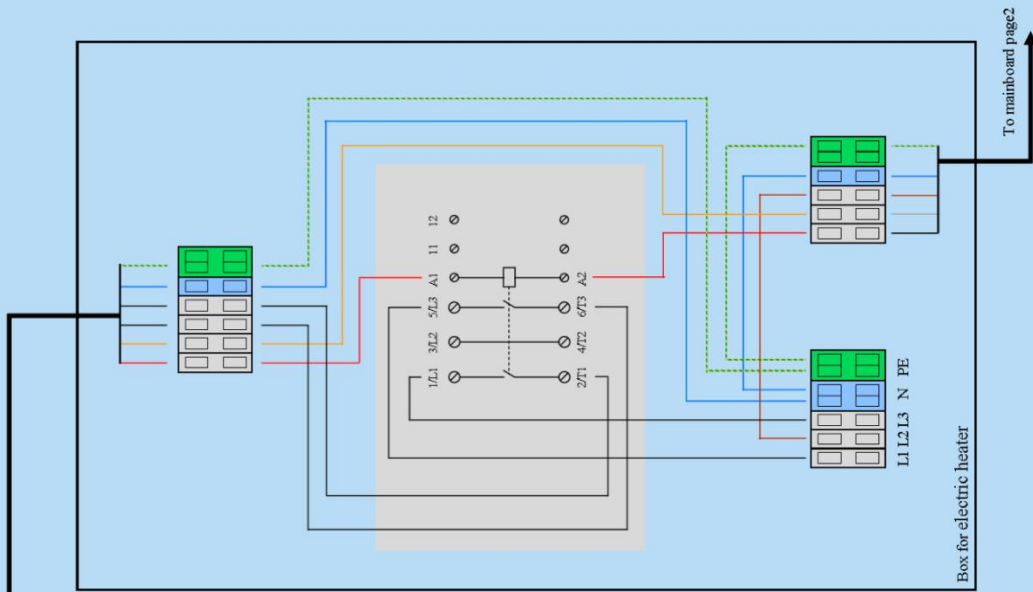 To mainboard page2
12
11
A1
A2
5/L3
6/T3
3/L2
4/T2
1/L1
2/T1
PE
N
L3
L2
L1
Box for electric heater